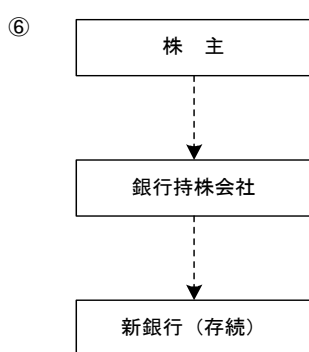 ⑥
株　主
銀行持株会社
新銀行（存続）